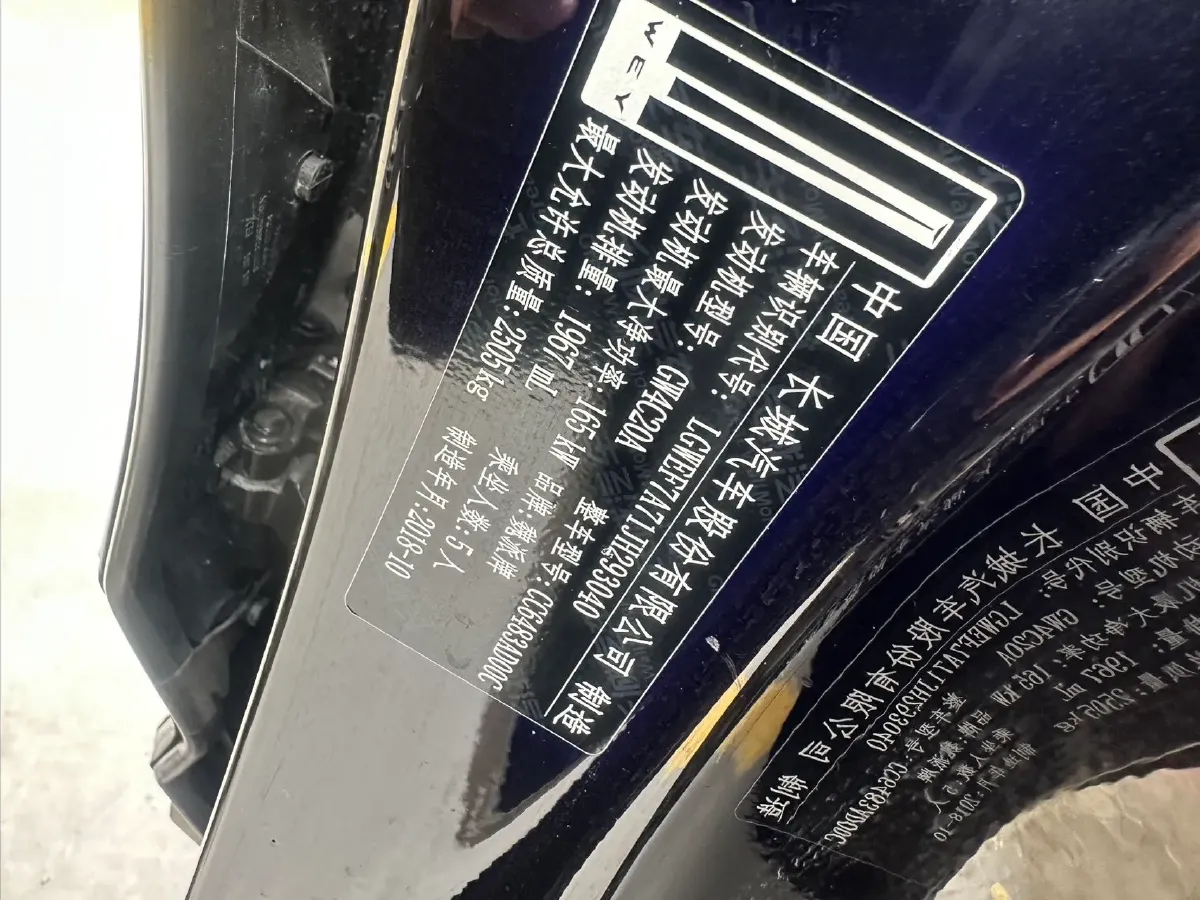 WEY
中国 长城汽车股份有限公司 制造
车辆识别代号: LGWEF7A71JH293040
发动机型号: GW4C20A 整车型号:CC6483AD00C
发动机最大净功率: 165 kW 品牌:魏派牌
发动机排量: 1967 mL 乘坐人数:5人
最大允许总质量: 2505kg 制造年月:2018-10